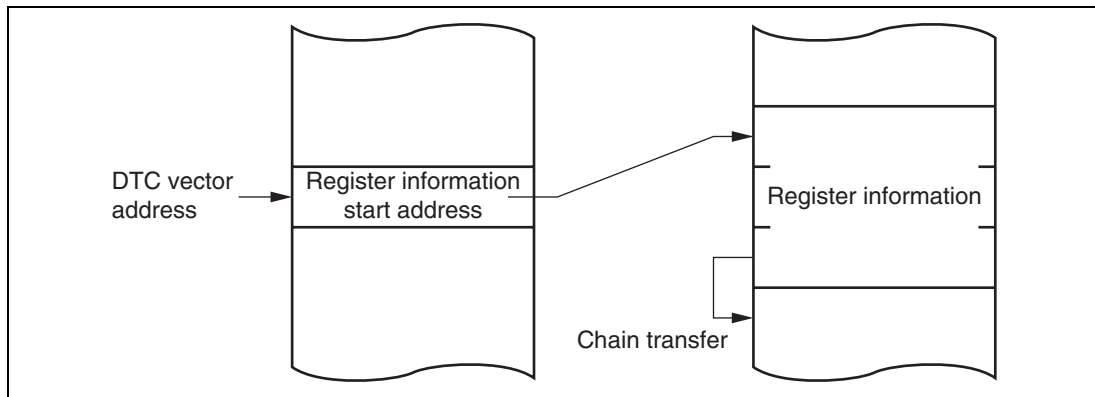 DTC vector
address
Register information
start address
Register information
Chain transfer